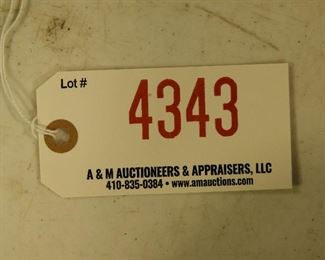 Lot #
4343
A & M AUCTIONEERS & APPRAISERS, LLC
410-835-0384 • www.amauctions.com